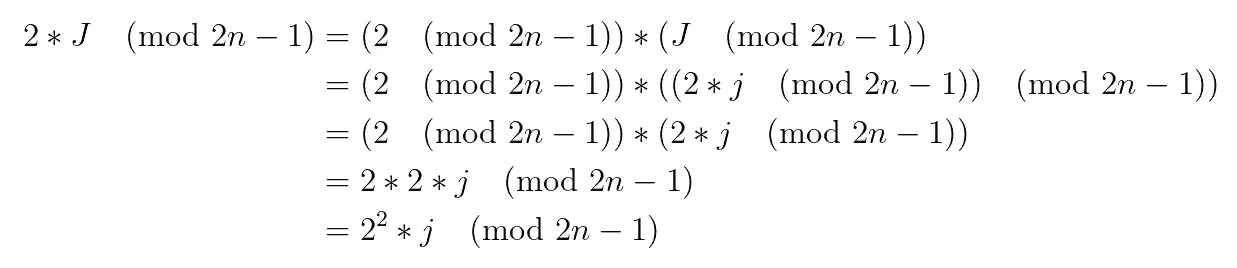 2 ∗ J (mod 2n − 1) = (2 (mod 2n − 1)) ∗ (J (mod 2n − 1))
= (2 (mod 2n − 1)) ∗ ((2 ∗ j (mod 2n − 1)) (mod 2n − 1))
= (2 (mod 2n − 1)) ∗ (2 ∗ j (mod 2n − 1))
= 2 ∗ 2 ∗ j (mod 2n − 1)
= 2² ∗ j (mod 2n − 1)